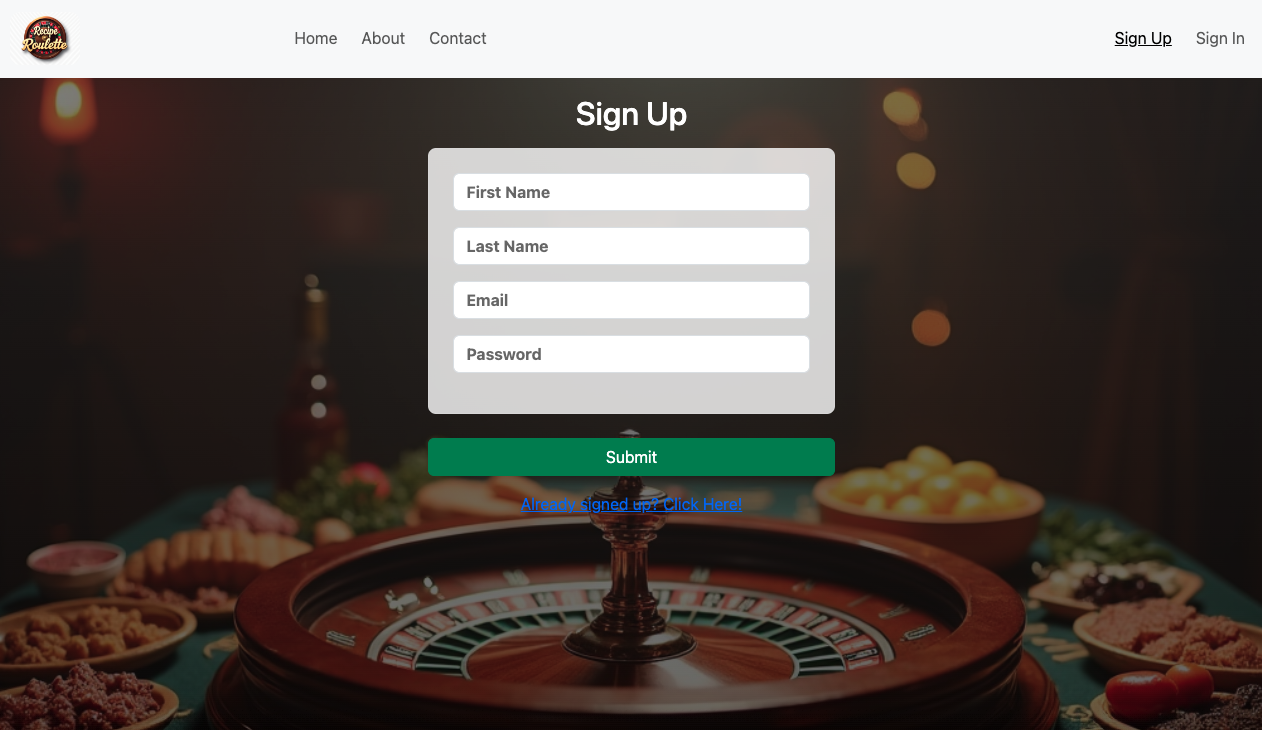 Recipe
Roulette
Home
About
Contact
Sign Up
Sign In
Sign Up
First Name
Last Name
Email
Password
Submit
Already signed up? Click Here!